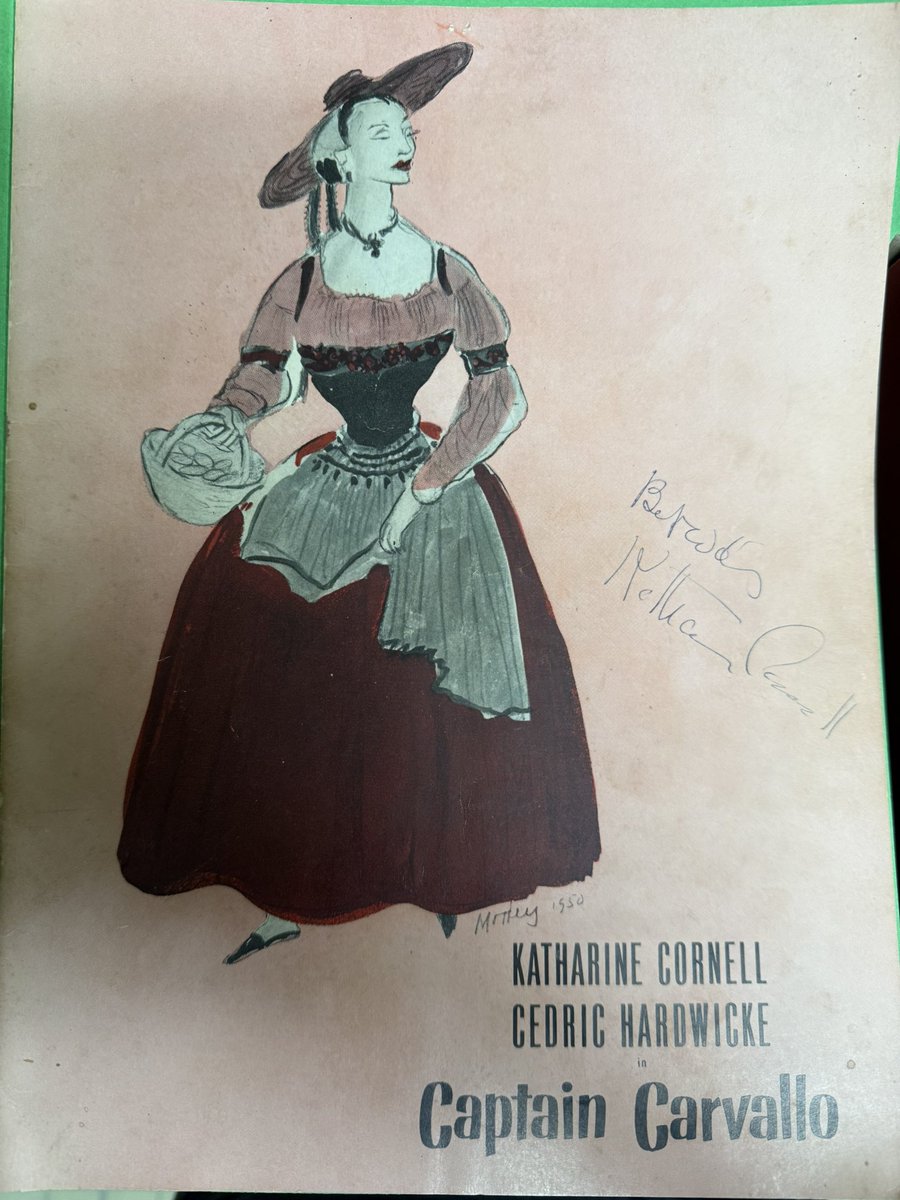 Best wishes
Katharine Cornell
Motley 1950
KATHARINE CORNELL
CEDRIC HARDWICKE
in
Captain Carvallo